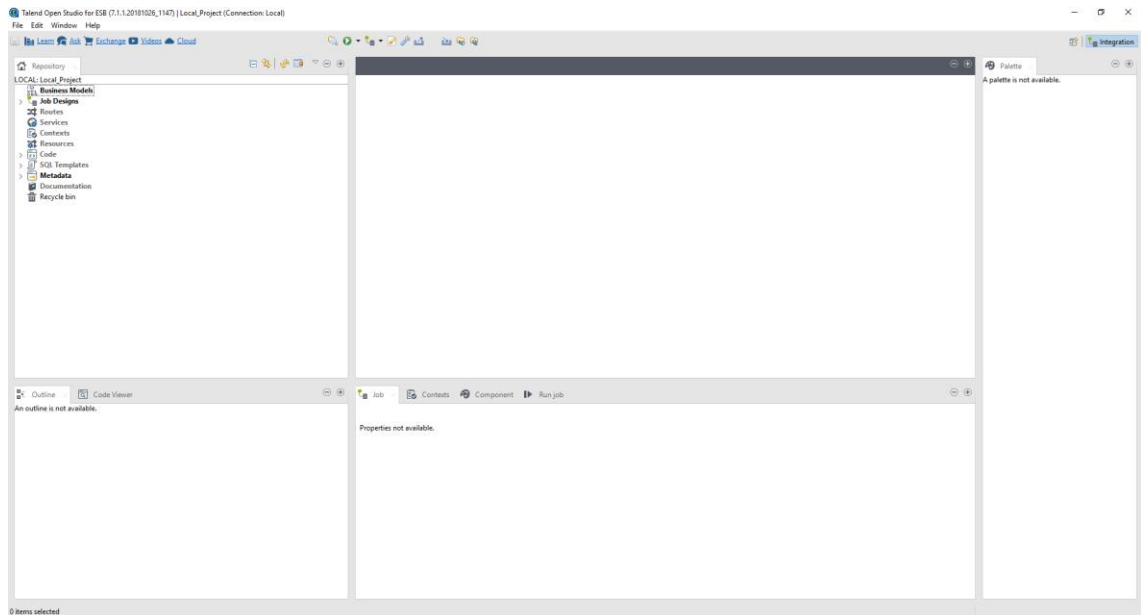 Talend Open Studio for ESB (7.1.1.20181026_1147) | Local_Project (Connection: Local)
File Edit Window Help
Learn Ask Exchange Videos Cloud
Integration
Repository
LOCAL: Local_Project
Business Models
Job Designs
Routes
Services
Contexts
Resources
Code
SQL Templates
Metadata
Documentation
Recycle bin
Palette
A palette is not available.
Outline Code Viewer
An outline is not available.
Job Contexts Component Run job
Properties not available.
0 items selected